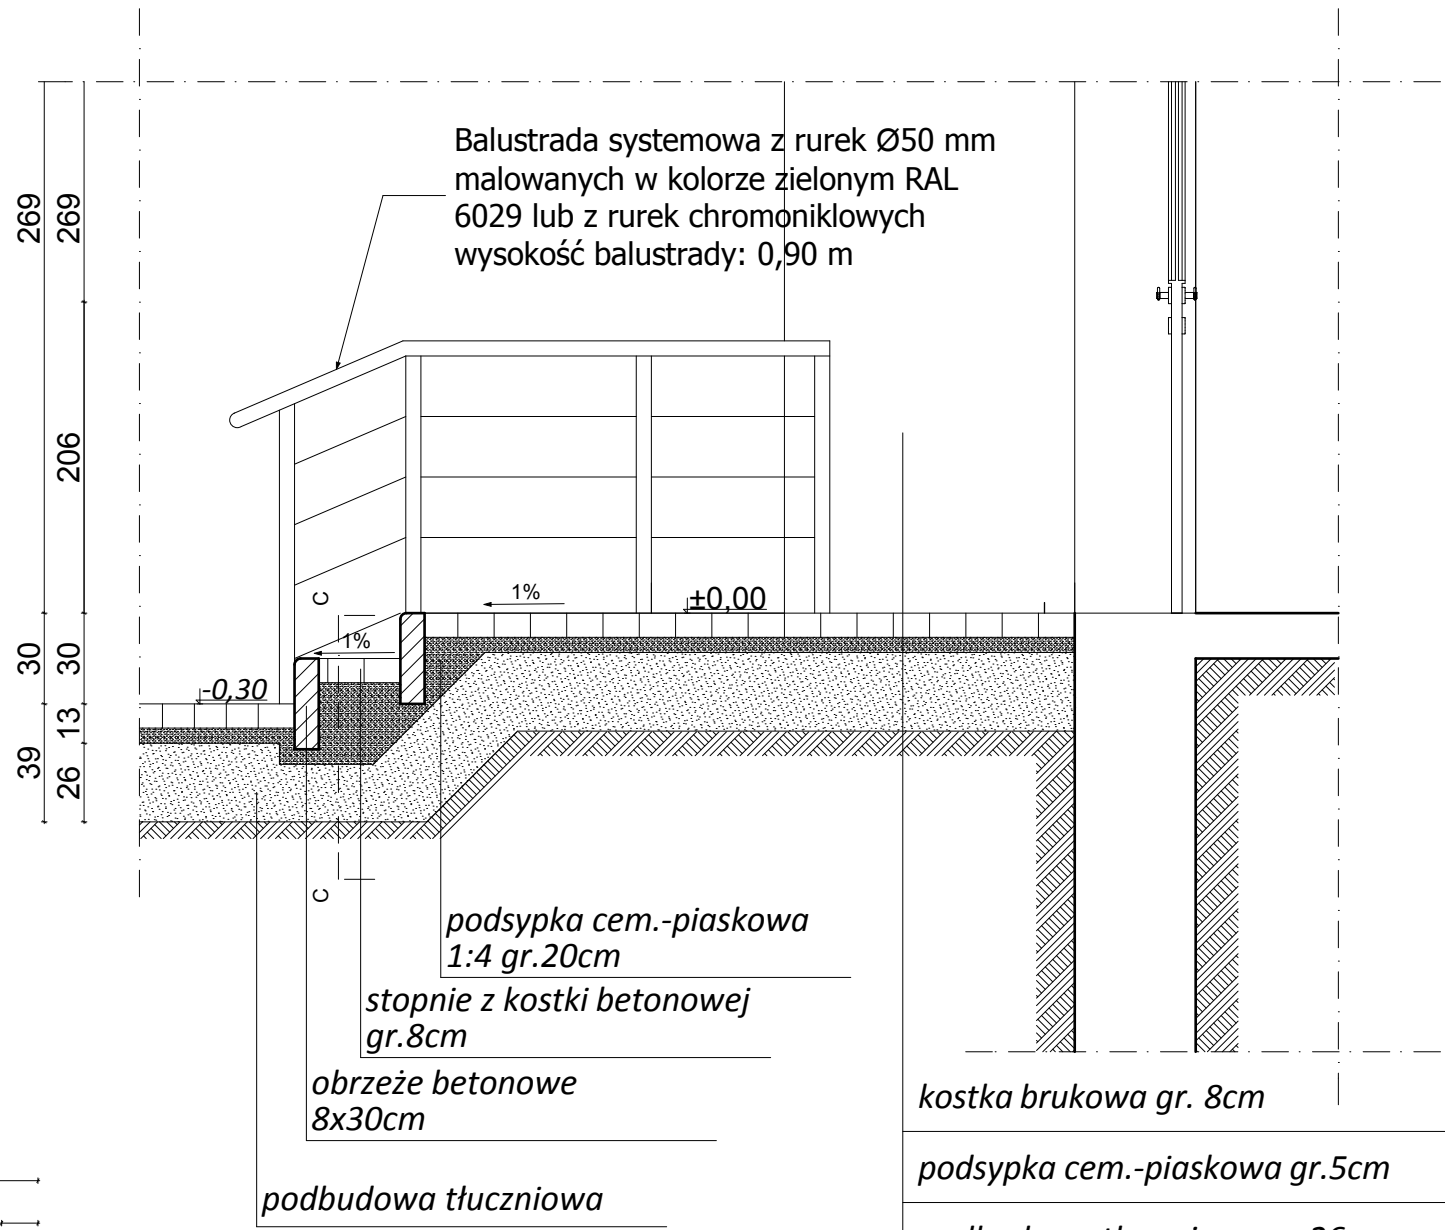 Balustrada systemowa z rurek Ø50 mm
malowanych w kolorze zielonym RAL
6029 lub z rurek chromoniklowych
wysokość balustrady: 0,90 m
269
269
206
30
30
13
39
26
1%
±0,00
C
1%
-0,30
C
podsypka cem.-piaskowa
1:4 gr.20cm
stopnie z kostki betonowej
gr.8cm
obrzeże betonowe
8x30cm
podbudowa tłuczniowa
kostka brukowa gr. 8cm
podsypka cem.-piaskowa gr.5cm